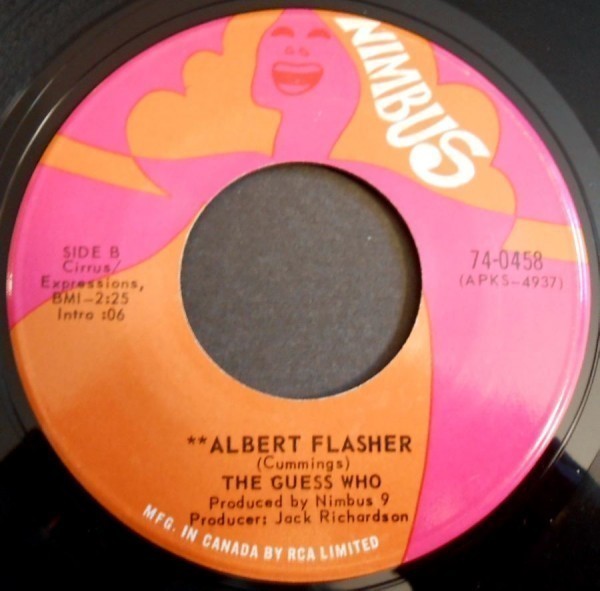 NIMBUS
SIDE B
Cirrus/
Expressions,
BMI-2:25
Intro :06
74-0458
(APKS-4937)
**ALBERT FLASHER
(Cummings)
THE GUESS WHO
Produced by Nimbus 9
Producer: Jack Richardson
MFG. IN CANADA BY RCA LIMITED